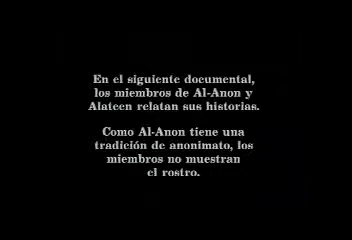 En el siguiente documental,
los miembros de Al-Anon y
Alateen relatan sus historias.
Como Al-Anon tiene una
tradición de anonimato, los
miembros no muestran
el rostro.